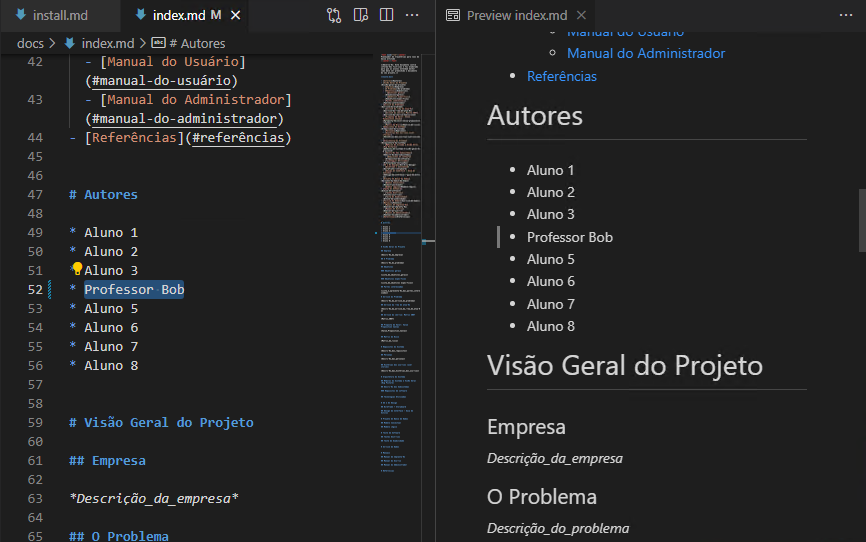 install.md
index.md M
docs > index.md > # Autores
42 - [Manual do Usuário]
(#manual-do-usuário)
43 - [Manual do Administrador]
(#manual-do-administrador)
44 - [Referências](#referências)
45
46
47 # Autores
48
49 * Aluno 1
50 * Aluno 2
51 * Aluno 3
52 * Professor Bob
53 * Aluno 5
54 * Aluno 6
55 * Aluno 7
56 * Aluno 8
57
58
59 # Visão Geral do Projeto
60
61 ## Empresa
62
63 *Descrição_da_empresa*
64
65 ## O Problema
Preview index.md
Manual do Usuário
Manual do Administrador
Referências
Autores
Aluno 1
Aluno 2
Aluno 3
Professor Bob
Aluno 5
Aluno 6
Aluno 7
Aluno 8
Visão Geral do Projeto
Empresa
Descrição_da_empresa
O Problema
Descrição_do_problema